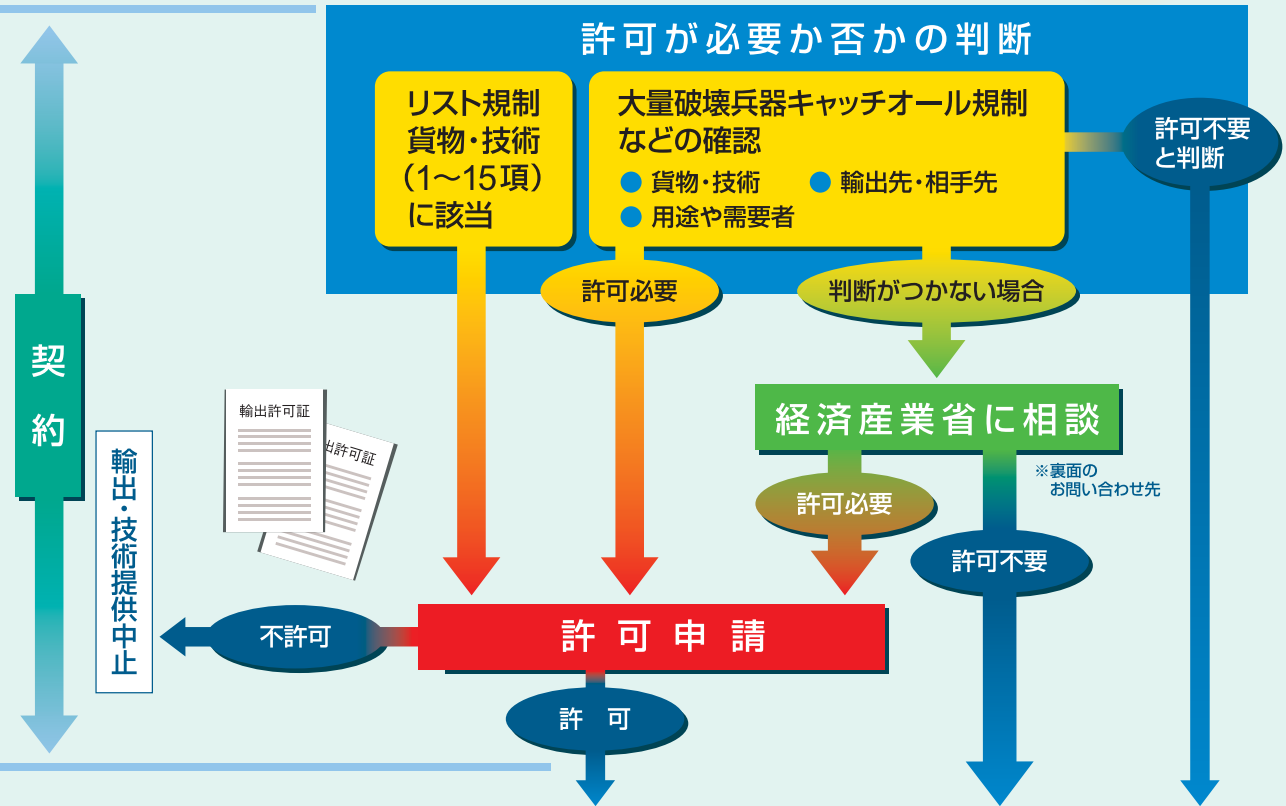 許可が必要か否かの判断
リスト規制
貨物・技術
（1～15項）
に該当
大量破壊兵器キャッチオール規制
などの確認
● 貨物・技術
● 輸出先・相手先
● 用途や需要者
許可不要
と判断
許可必要
判断がつかない場合
契約
経済産業省に相談
※裏面の
お問い合わせ先
輸出許可証
出許可証
輸出・技術提供中止
許可必要
許可不要
許可申請
不許可
許可